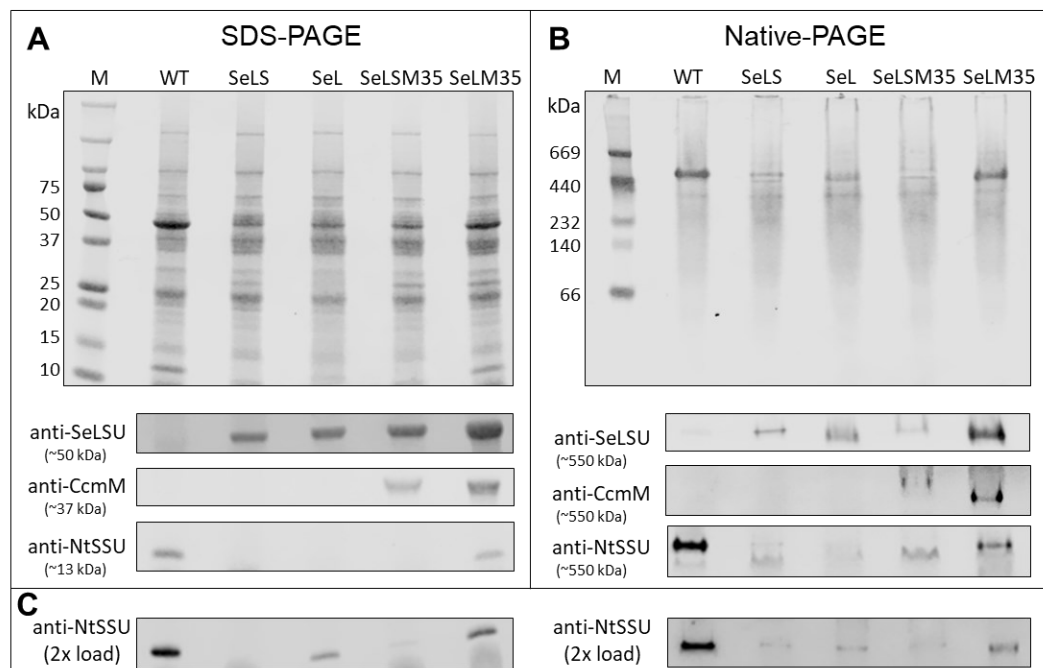 A SDS-PAGE
M WT SeLS SeL SeLSM35 SeLM35
kDa
75
50
37
25
20
15
10
anti-SeLSU
(~50 kDa)
anti-CcmM
(~37 kDa)
anti-NtSSU
(~13 kDa)
B Native-PAGE
M WT SeLS SeL SeLSM35 SeLM35
kDa
669
440
232
140
66
anti-SeLSU
(~550 kDa)
anti-CcmM
(~550 kDa)
anti-NtSSU
(~550 kDa)
C
anti-NtSSU
(2x load)
anti-NtSSU
(2x load)